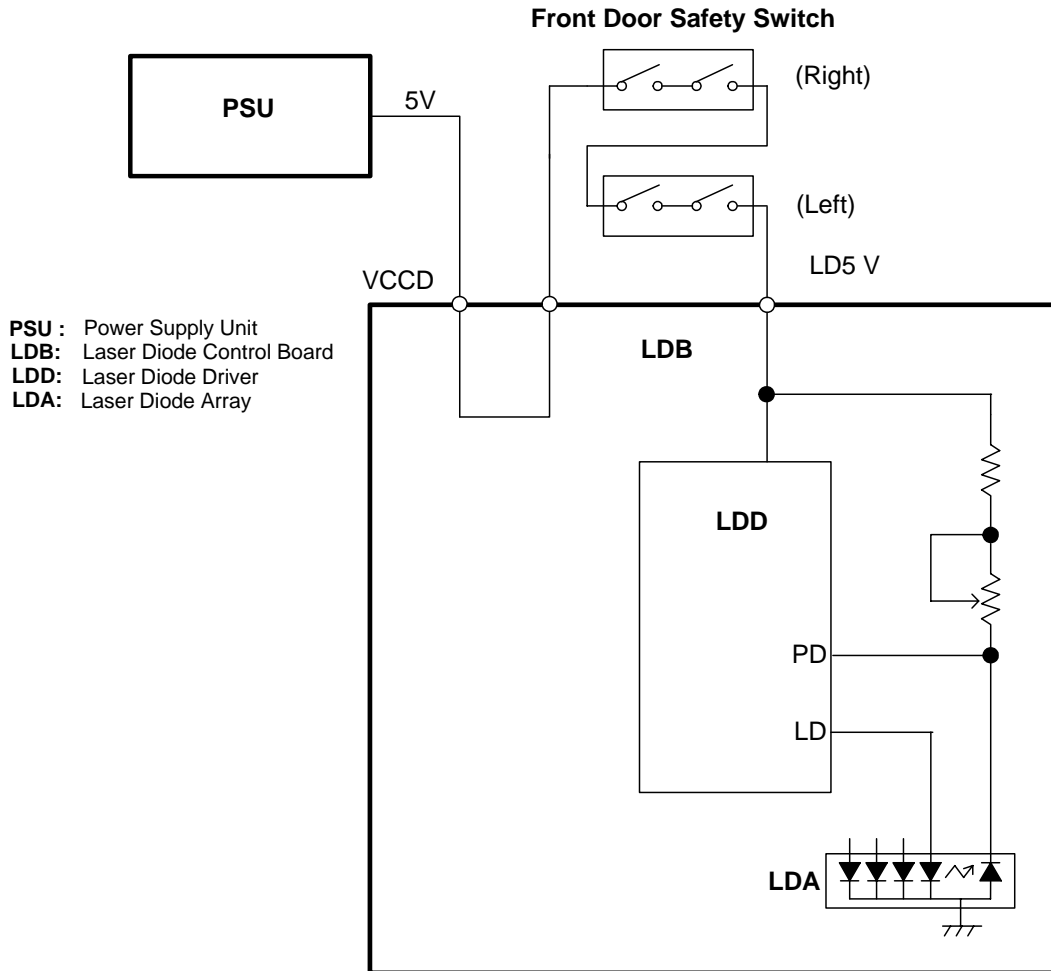 Front Door Safety Switch
(Right)
PSU
5V
(Left)
LD5 V
VCCD
PSU : Power Supply Unit
LDB: Laser Diode Control Board
LDD: Laser Diode Driver
LDA: Laser Diode Array
LDB
LDD
PD
LD
LDA